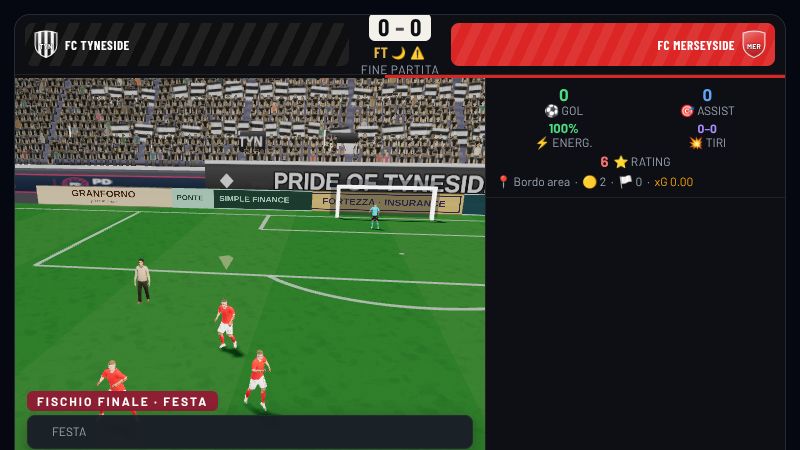 TYN FC TYNESIDE
0 - 0
FT
FINE PARTITA
FC MERSEYSIDE MER
0
GOL
0
ASSIST
100%
ENERG.
0-0
TIRI
6 RATING
Bordo area · 2 · 0 · xG 0.00
TYN
PRIDE OF TYNESID
GRANFORNO
PONTE
SIMPLE FINANCE
FORTEZZA · INSURANCE
FISCHIO FINALE · FESTA
FESTA